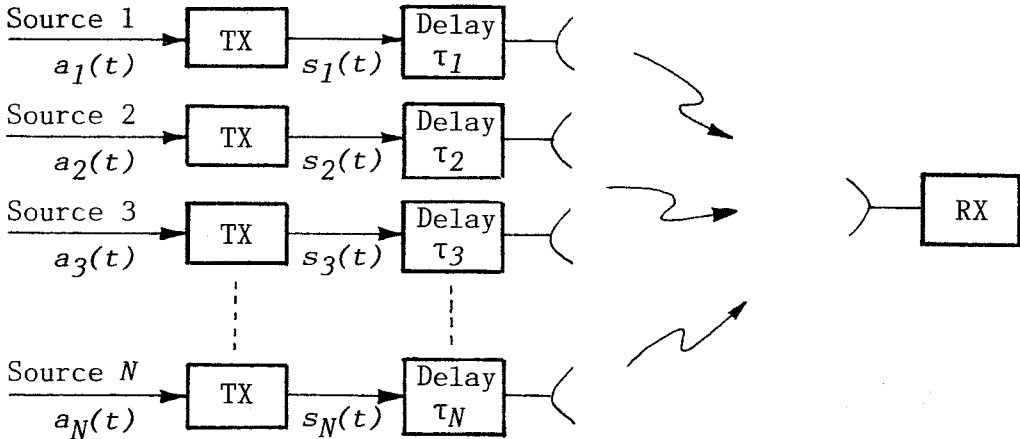 Source 1
a1(t)
TX
s1(t)
Delay
τ1
Source 2
a2(t)
TX
s2(t)
Delay
τ2
Source 3
a3(t)
TX
s3(t)
Delay
τ3
RX
Source N
aN(t)
TX
sN(t)
Delay
τN